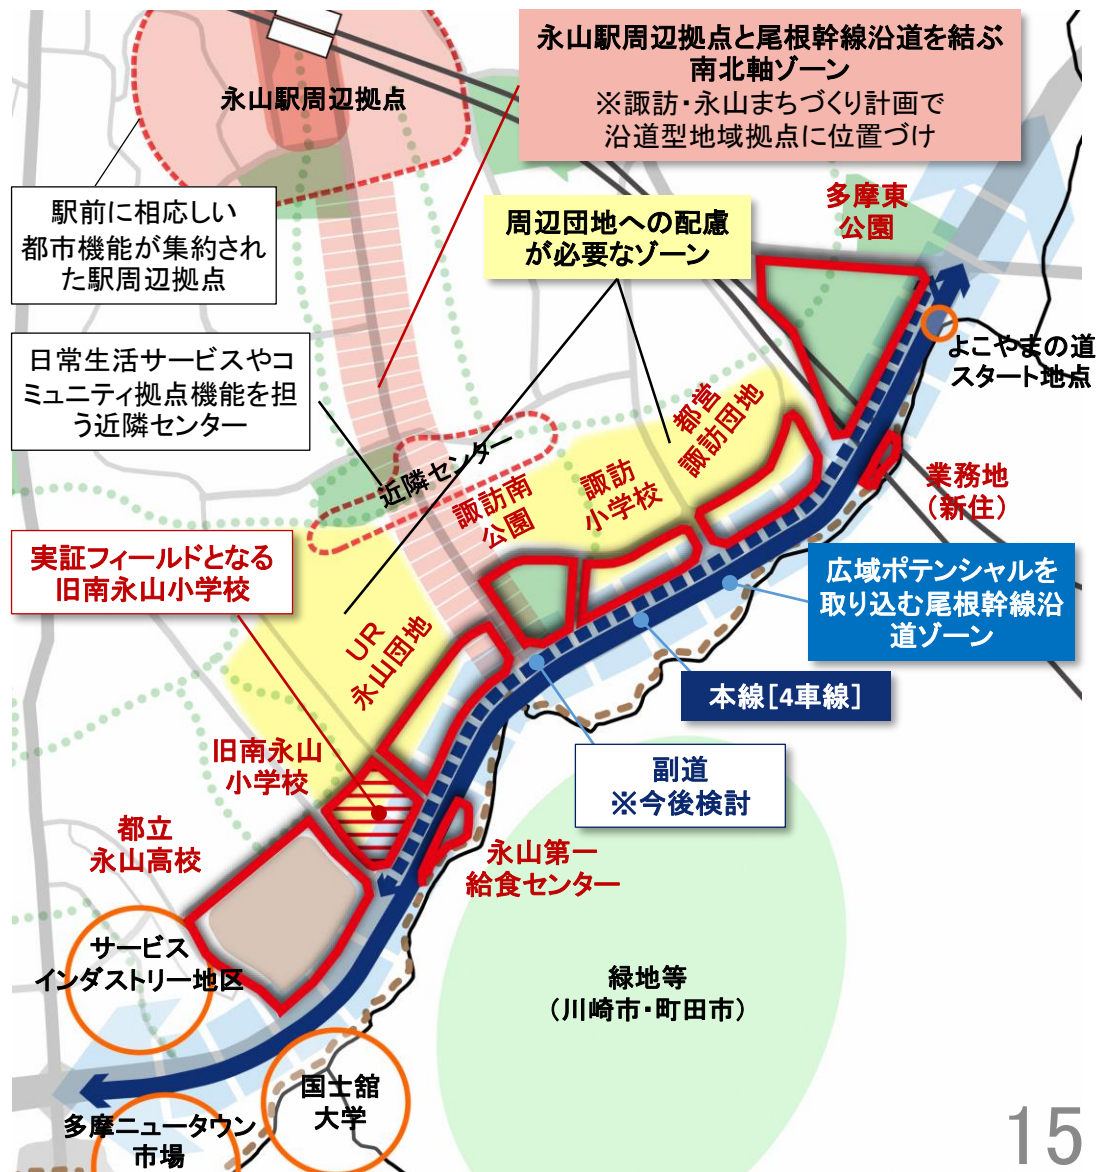 永山駅周辺拠点と尾根幹線沿道を結ぶ
南北軸ゾーン
※諏訪・永山まちづくり計画で
沿道型地域拠点に位置づけ
永山駅周辺拠点
駅前に相応しい
都市機能が集約され
た駅周辺拠点
周辺団地への配慮
が必要なゾーン
多摩東
公園
よこやまの道
スタート地点
日常生活サービスやコ
ミュニティ拠点機能を担
う近隣センター
近隣センター
都営
諏訪団地
諏訪
小学校
諏訪南
公園
業務地
（新住）
実証フィールドとなる
旧南永山小学校
広域ポテンシャルを
取り込む尾根幹線沿
道ゾーン
UR
永山団地
本線[4車線]
旧南永山
小学校
副道
※今後検討
都立
永山高校
永山第一
給食センター
サービス
インダストリー地区
緑地等
（川崎市・町田市）
国士舘
大学
多摩ニュータウン
市場
15